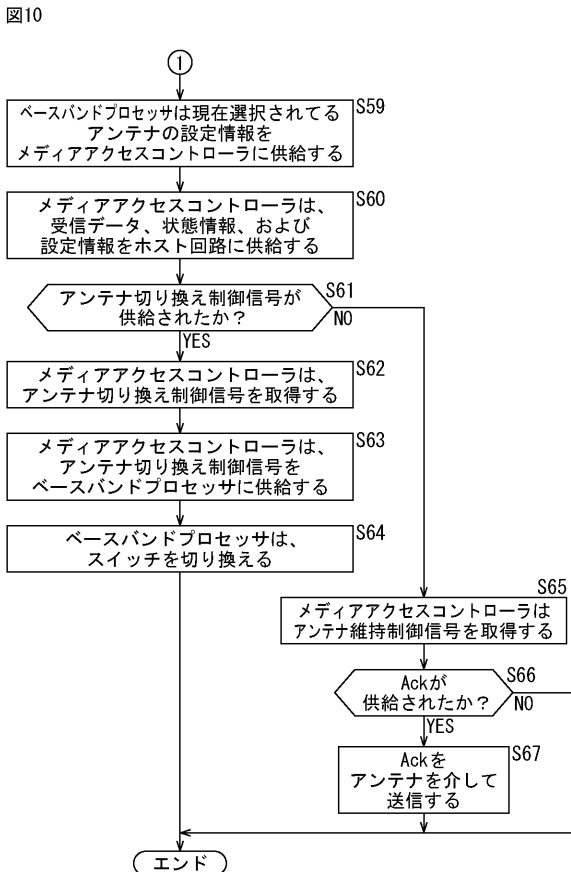 図10
1
ベースバンドプロセッサは現在選択されてる
アンテナの設定情報を
メディアアクセスコントローラに供給する
S59
メディアアクセスコントローラは、
受信データ、状態情報、および
設定情報をホスト回路に供給する
S60
アンテナ切り換え制御信号が
供給されたか？
S61
NO
YES
メディアアクセスコントローラは、
アンテナ切り換え制御信号を取得する
S62
メディアアクセスコントローラは、
アンテナ切り換え制御信号を
ベースバンドプロセッサに供給する
S63
ベースバンドプロセッサは、
スイッチを切り換える
S64
メディアアクセスコントローラは
アンテナ維持制御信号を取得する
S65
Ackが
供給されたか？
S66
NO
YES
Ackを
アンテナを介して
送信する
S67
エンド